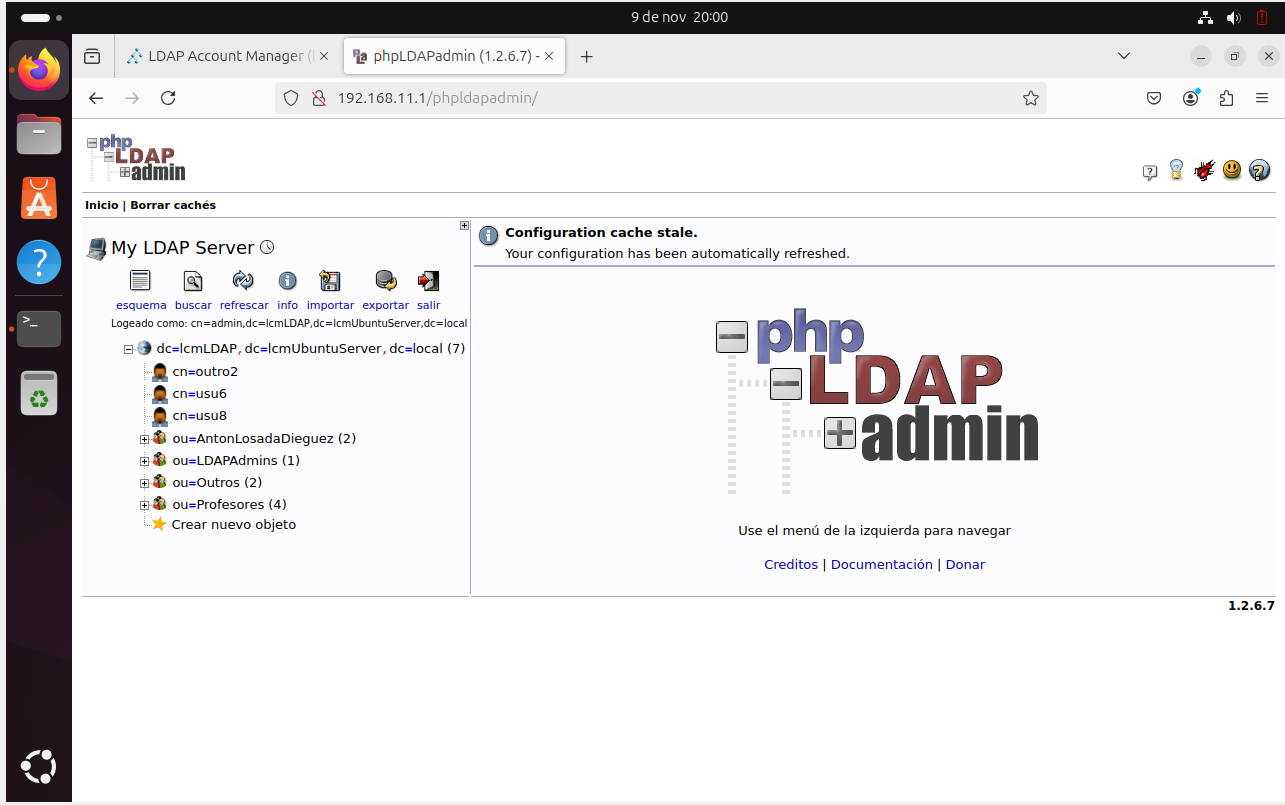 9 de nov 20:00
LDAP Account Manager (
phpLDAPadmin (1.2.6.7) -
192.168.11.1/phpldapadmin/
php
LDAP
admin
Inicio | Borrar cachés
My LDAP Server
esquema buscar refrescar info importar exportar salir
Logeado como: cn=admin,dc=lcmLDAP,dc=lcmUbuntuServer,dc=local
dc=lcmLDAP,dc=lcmUbuntuServer,dc=local (7)
cn=outro2
cn=usu6
cn=usu8
ou=AntonLosadaDieguez (2)
ou=LDAPAdmins (1)
ou=Outros (2)
ou=Profesores (4)
Crear nuevo objeto
Configuration cache stale.
Your configuration has been automatically refreshed.
php
LDAP
admin
Use el menú de la izquierda para navegar
Creditos | Documentación | Donar
1.2.6.7